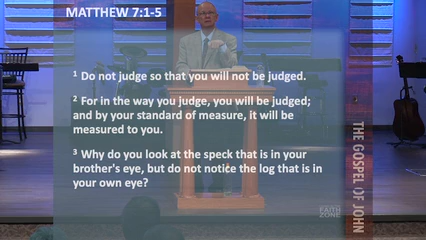 MATTHEW 7:1-5
1 Do not judge so that you will not be judged.
2 For in the way you judge, you will be judged;
and by your standard of measure, it will be
measured to you.
3 Why do you look at the speck that is in your
brother's eye, but do not notice the log that is in
your own eye?
THE GOSPEL OF JOHN
FAITH
ZONE